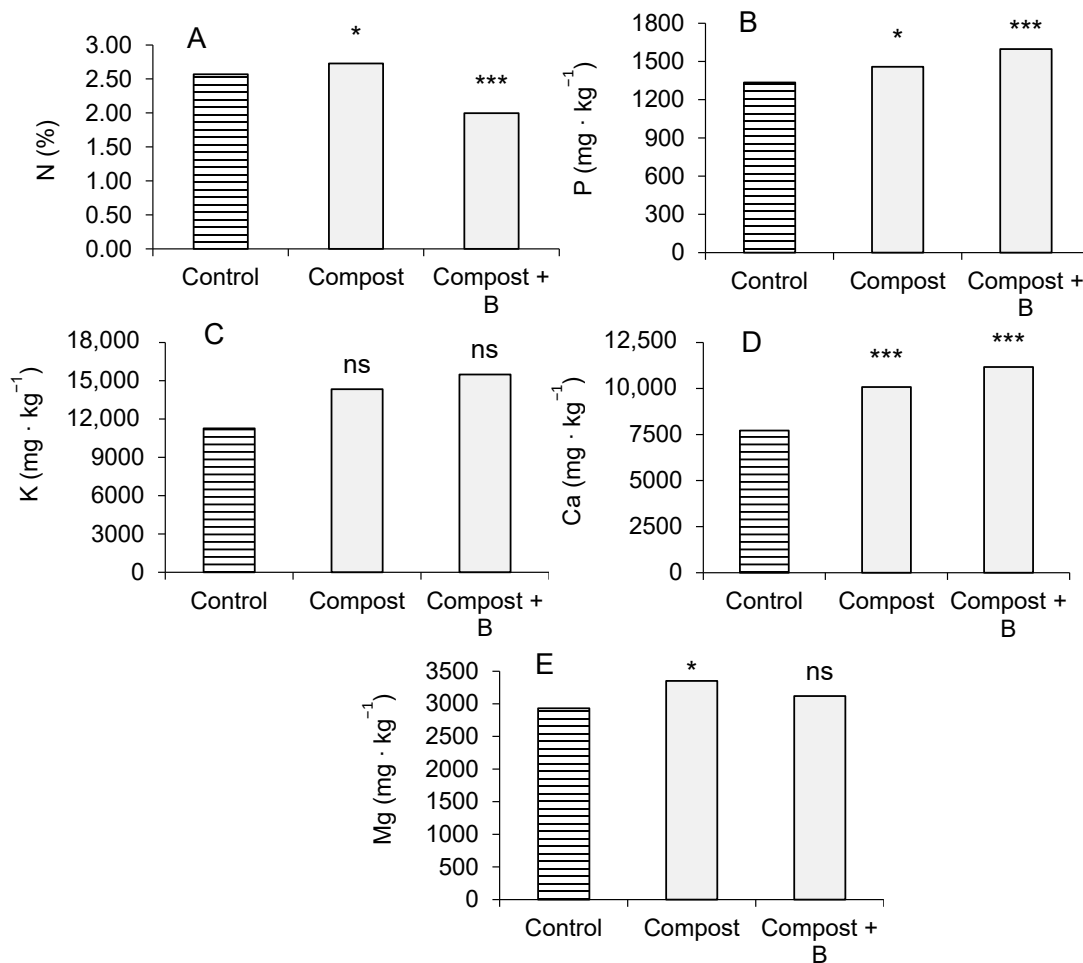 A
N (%)
3.00
2.50
2.00
1.50
1.00
0.50
0.00
*
***
Control
Compost
Compost +
B
B
P (mg · kg⁻¹)
1800
1500
1200
900
600
300
0
*
***
Control
Compost
Compost +
B
C
K (mg · kg⁻¹)
18,000
15,000
12,000
9000
6000
3000
0
ns
ns
Control
Compost
Compost +
B
D
Ca (mg · kg⁻¹)
12,500
10,000
7500
5000
2500
0
***
***
Control
Compost
Compost +
B
E
Mg (mg · kg⁻¹)
3500
3000
2500
2000
1500
1000
500
0
*
ns
Control
Compost
Compost +
B